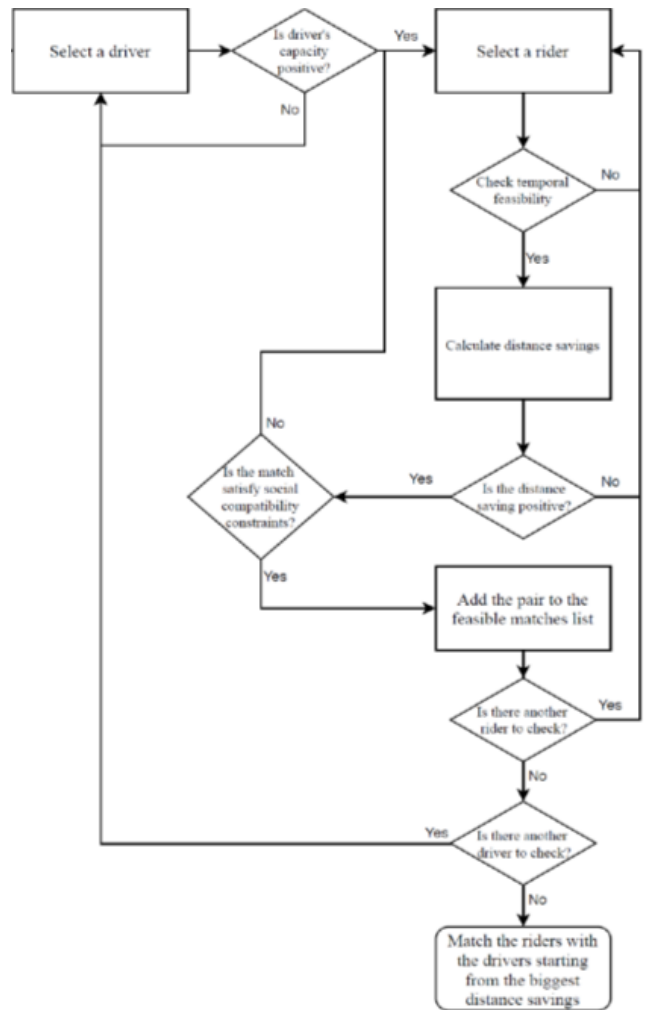 Select a driver
Is driver's
capacity
positive?
Yes
No
Select a rider
Check temporal
feasibility
No
Yes
Calculate distance savings
Is the distance
saving positive?
No
Yes
Is the match
satisfy social
compatibility
constraints?
No
Yes
Add the pair to the
feasible matches list
Is there another
rider to check?
Yes
No
Is there another
driver to check?
Yes
No
Match the riders with
the drivers starting
from the biggest
distance savings